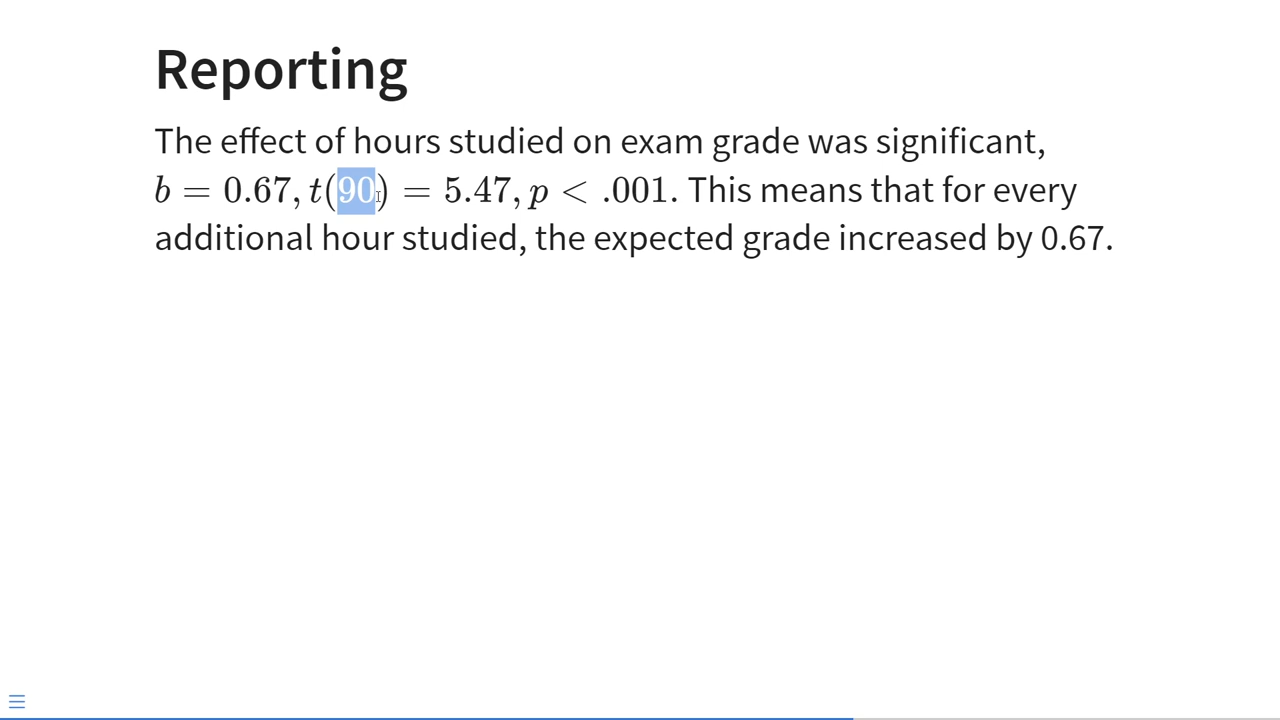 Reporting
The effect of hours studied on exam grade was significant,
b = 0.67, t(90) = 5.47, p < .001. This means that for every
additional hour studied, the expected grade increased by 0.67.